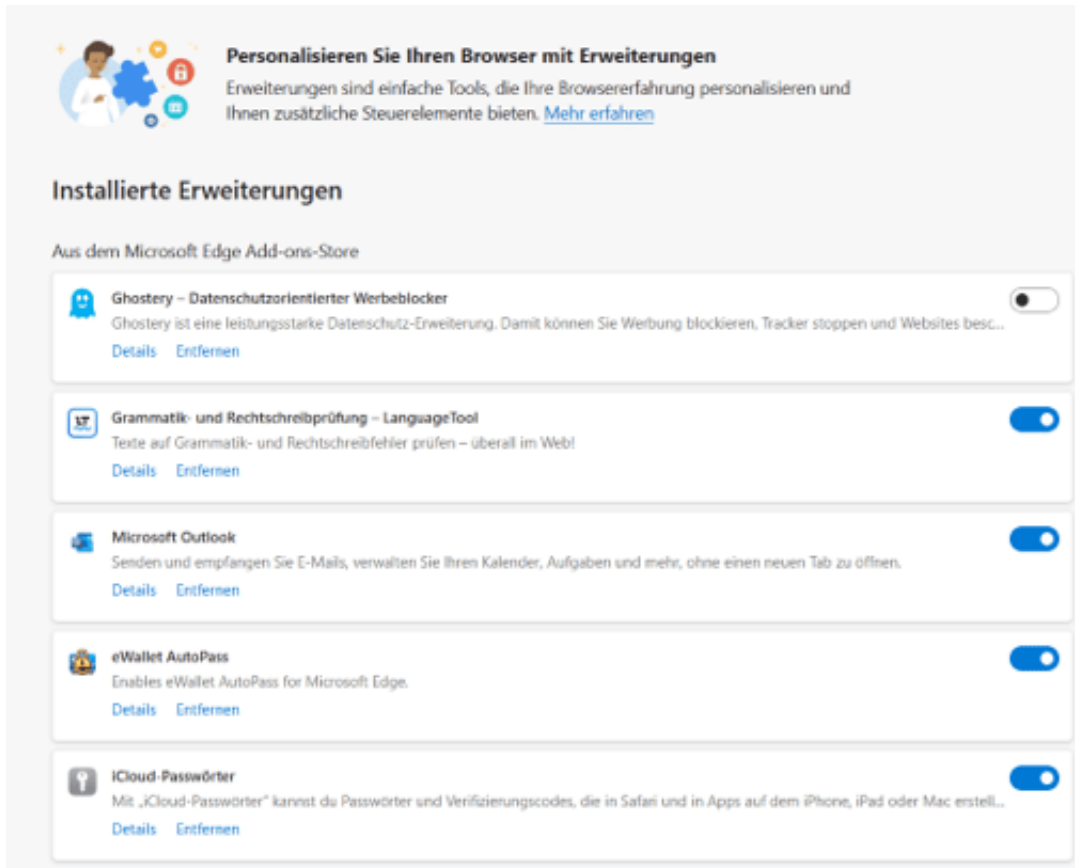 Personalisieren Sie Ihren Browser mit Erweiterungen
Erweiterungen sind einfache Tools, die Ihre Browsererfahrung personalisieren und
Ihnen zusätzliche Steuerelemente bieten. Mehr erfahren
Installierte Erweiterungen
Aus dem Microsoft Edge Add-ons-Store
Ghostery – Datenschutzorientierter Werbeblocker
Ghostery ist eine leistungsstarke Datenschutz-Erweiterung. Damit können Sie Werbung blockieren, Tracker stoppen und Websites besc...
Details Entfernen
LT
Grammatik- und Rechtschreibprüfung – LanguageTool
Texte auf Grammatik- und Rechtschreibfehler prüfen – überall im Web!
Details Entfernen
Microsoft Outlook
Senden und empfangen Sie E-Mails, verwalten Sie Ihren Kalender, Aufgaben und mehr, ohne einen neuen Tab zu öffnen.
Details Entfernen
eWallet AutoPass
Enables eWallet AutoPass for Microsoft Edge.
Details Entfernen
iCloud-Passwörter
Mit „iCloud-Passwörter“ kannst du Passwörter und Verifizierungscodes, die in Safari und in Apps auf dem iPhone, iPad oder Mac erstell...
Details Entfernen